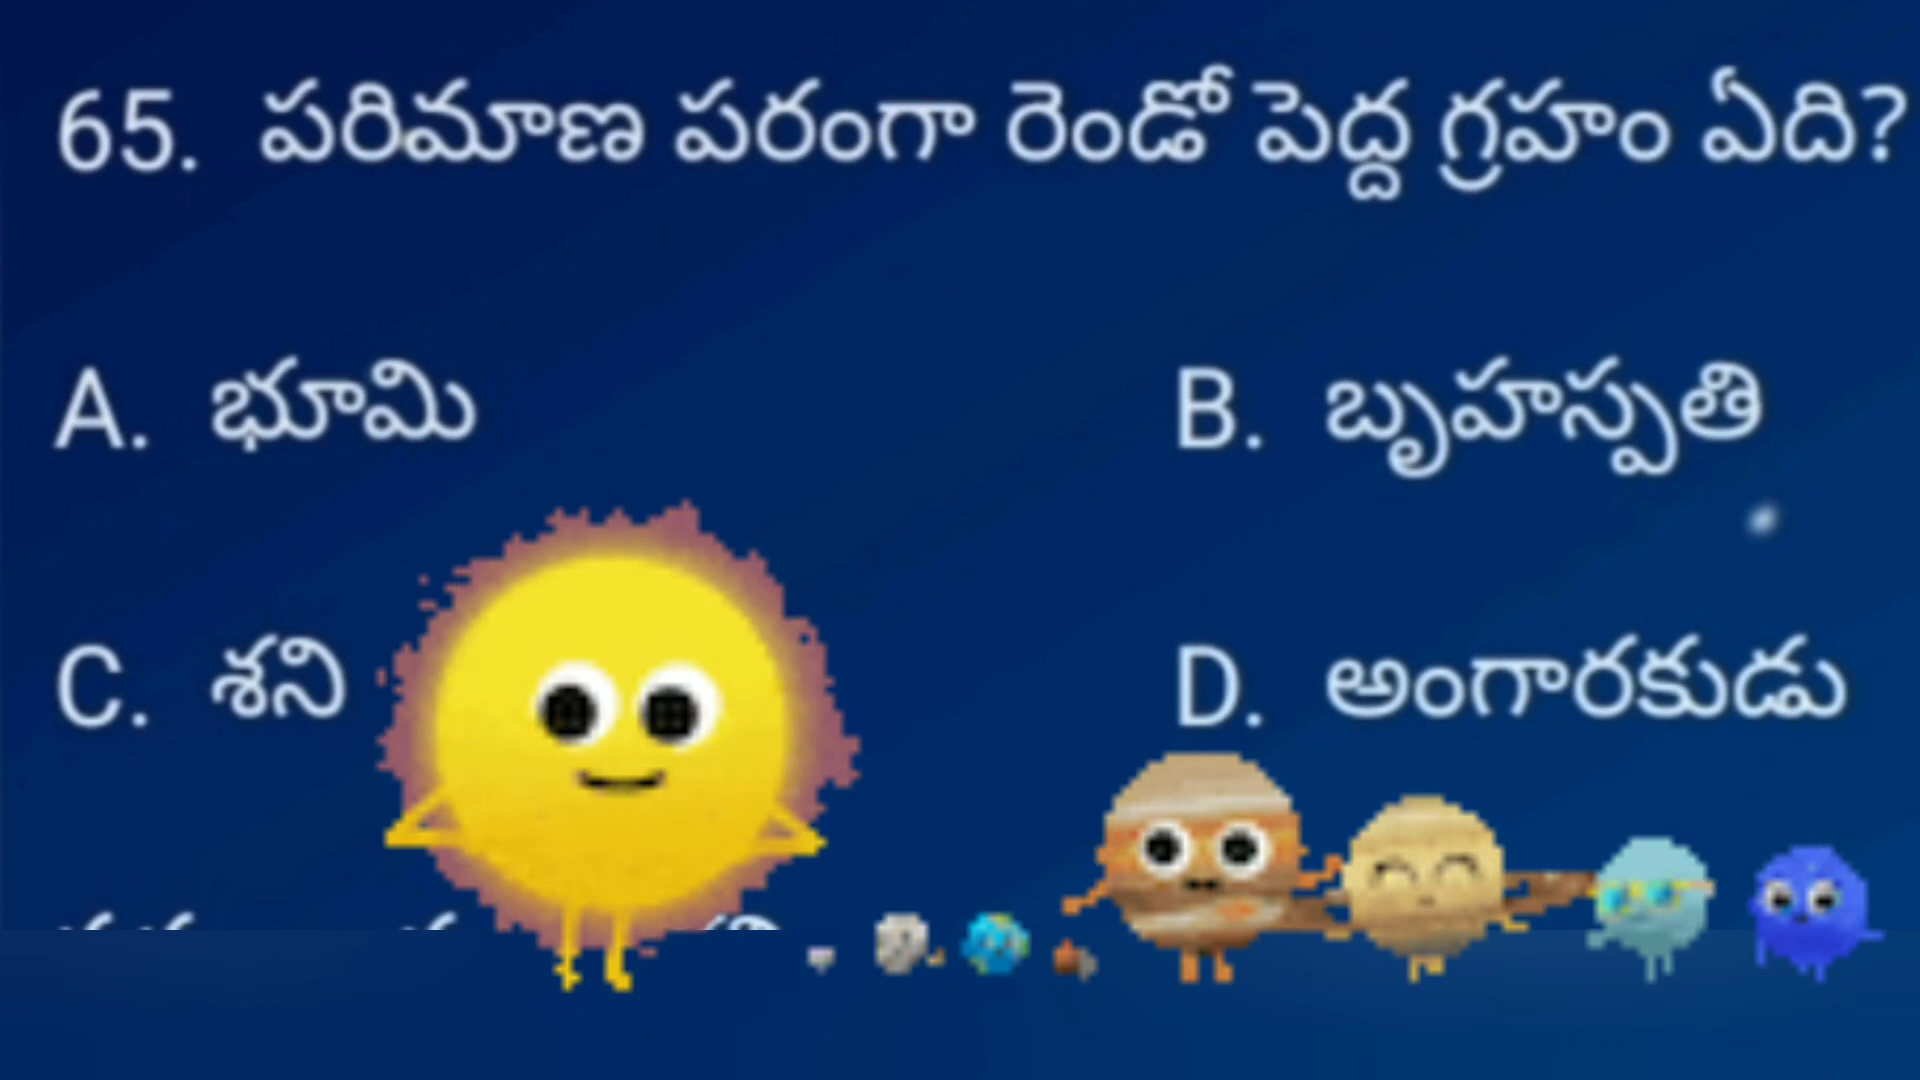 65. పరిమాణ పరంగా రెండో పెద్ద గ్రహం ఏది?
A. భూమి
B. బృహస్పతి
C. శని
D. అంగారకుడు